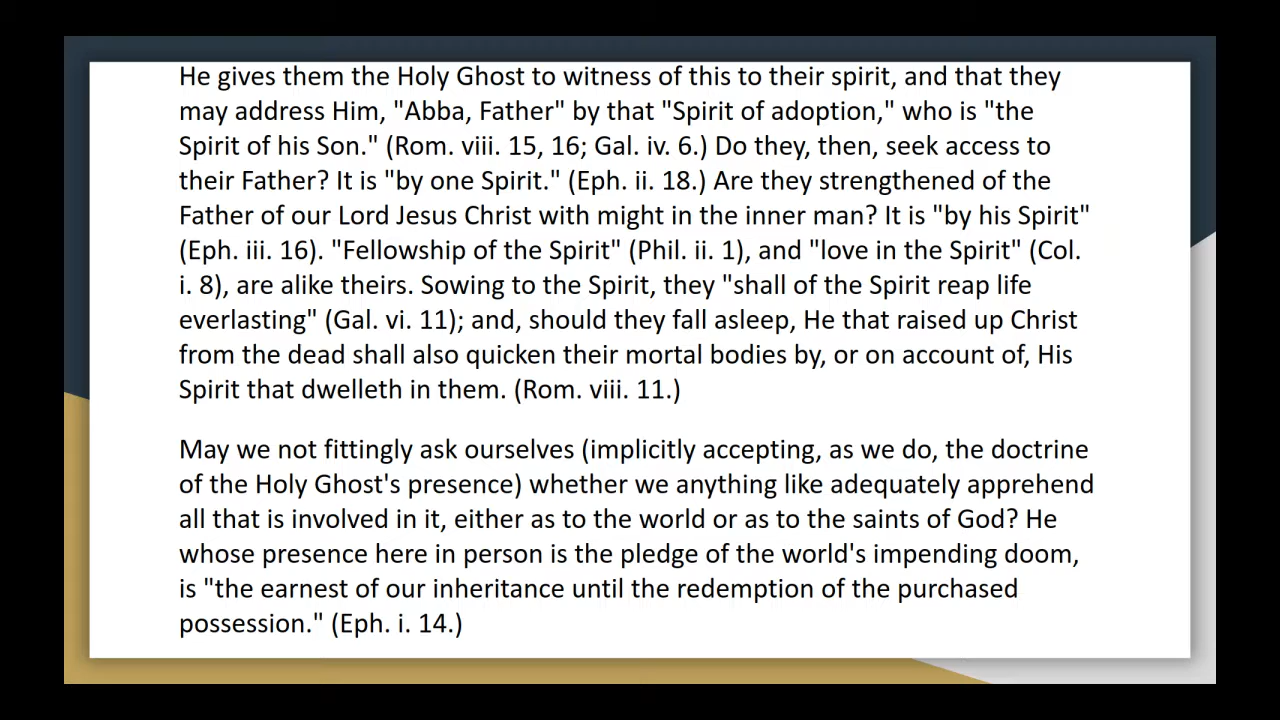 He gives them the Holy Ghost to witness of this to their spirit, and that they
may address Him, "Abba, Father" by that "Spirit of adoption," who is "the
Spirit of his Son." (Rom. viii. 15, 16; Gal. iv. 6.) Do they, then, seek access to
their Father? It is "by one Spirit." (Eph. ii. 18.) Are they strengthened of the
Father of our Lord Jesus Christ with might in the inner man? It is "by his Spirit"
(Eph. iii. 16). "Fellowship of the Spirit" (Phil. ii. 1), and "love in the Spirit" (Col.
i. 8), are alike theirs. Sowing to the Spirit, they "shall of the Spirit reap life
everlasting" (Gal. vi. 11); and, should they fall asleep, He that raised up Christ
from the dead shall also quicken their mortal bodies by, or on account of, His
Spirit that dwelleth in them. (Rom. viii. 11.)
May we not fittingly ask ourselves (implicitly accepting, as we do, the doctrine
of the Holy Ghost's presence) whether we anything like adequately apprehend
all that is involved in it, either as to the world or as to the saints of God? He
whose presence here in person is the pledge of the world's impending doom,
is "the earnest of our inheritance until the redemption of the purchased
possession." (Eph. i. 14.)